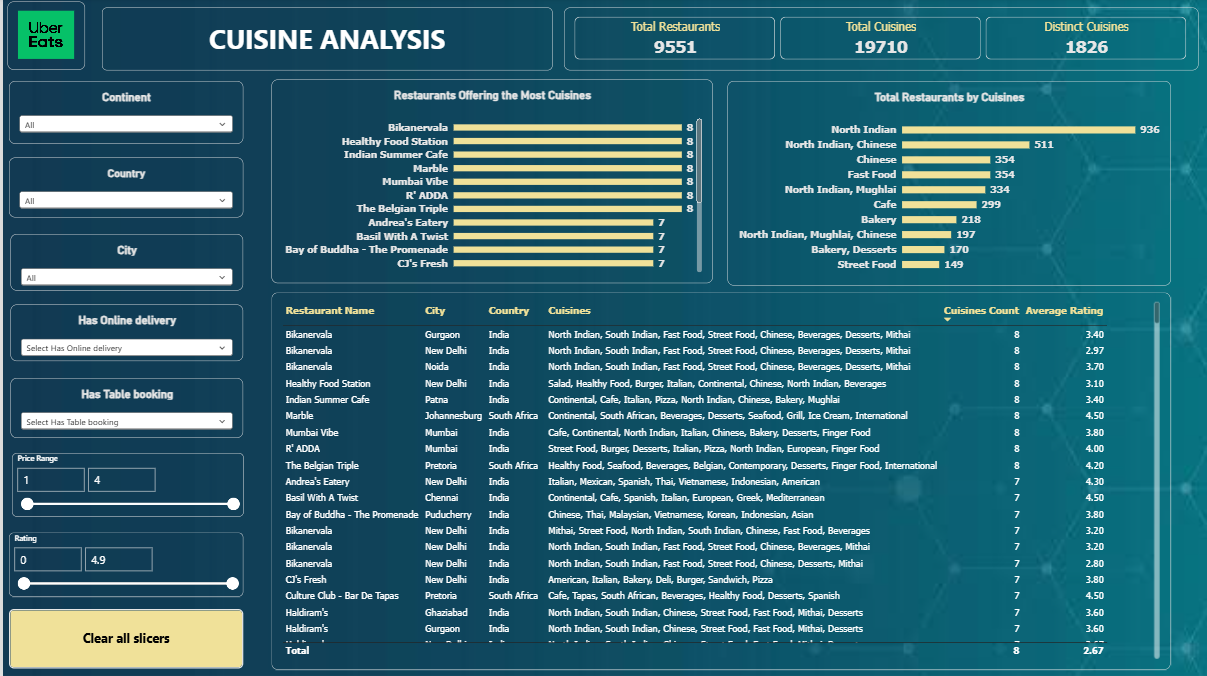 Uber
Eats
CUISINE ANALYSIS
Total Restaurants
9551
Total Cuisines
19710
Distinct Cuisines
1826
Continent
All
Country
All
City
All
Has Online delivery
Select Has Online delivery
Has Table booking
Select Has Table booking
Price Range
1 4
Rating
0 4.9
Clear all slicers
Restaurants Offering the Most Cuisines
Bikanervala 8
Healthy Food Station 8
Indian Summer Cafe 8
Marble 8
Mumbai Vibe 8
R' ADDA 8
The Belgian Triple 8
Andrea's Eatery 7
Basil With A Twist 7
Bay of Buddha - The Promenade 7
CJ's Fresh 7
Total Restaurants by Cuisines
North Indian 936
North Indian, Chinese 511
Chinese 354
Fast Food 354
North Indian, Mughlai 334
Cafe 299
Bakery 218
North Indian, Mughlai, Chinese 197
Bakery, Desserts 170
Street Food 149
Restaurant Name City Country Cuisines Cuisines Count Average Rating
Bikanervala Gurgaon India North Indian, South Indian, Fast Food, Street Food, Chinese, Beverages, Desserts, Mithai 8 3.40
Bikanervala New Delhi India North Indian, South Indian, Fast Food, Street Food, Chinese, Beverages, Desserts, Mithai 8 2.97
Bikanervala Noida India North Indian, South Indian, Fast Food, Street Food, Chinese, Beverages, Desserts, Mithai 8 3.70
Healthy Food Station New Delhi India Salad, Healthy Food, Burger, Italian, Continental, Chinese, North Indian, Beverages 8 3.10
Indian Summer Cafe Patna India Continental, Cafe, Italian, Pizza, North Indian, Chinese, Bakery, Mughlai 8 3.40
Marble Johannesburg South Africa Continental, South African, Beverages, Desserts, Seafood, Grill, Ice Cream, International 8 4.50
Mumbai Vibe Mumbai India Cafe, Continental, North Indian, Italian, Chinese, Bakery, Desserts, Finger Food 8 3.80
R' ADDA Mumbai India Street Food, Burger, Desserts, Italian, Pizza, North Indian, European, Finger Food 8 4.00
The Belgian Triple Pretoria South Africa Healthy Food, Seafood, Beverages, Belgian, Contemporary, Desserts, Finger Food, International 8 4.20
Andrea's Eatery New Delhi India Italian, Mexican, Spanish, Thai, Vietnamese, Indonesian, American 7 4.30
Basil With A Twist Chennai India Continental, Cafe, Spanish, Italian, European, Greek, Mediterranean 7 4.50
Bay of Buddha - The Promenade Puducherry India Chinese, Thai, Malaysian, Vietnamese, Korean, Indonesian, Asian 7 3.80
Bikanervala New Delhi India Mithai, Street Food, North Indian, South Indian, Chinese, Fast Food, Beverages 7 3.20
Bikanervala New Delhi India North Indian, South Indian, Fast Food, Street Food, Chinese, Beverages, Mithai 7 3.20
Bikanervala New Delhi India North Indian, South Indian, Fast Food, Street Food, Chinese, Desserts, Mithai 7 2.80
CJ's Fresh New Delhi India American, Italian, Bakery, Deli, Burger, Sandwich, Pizza 7 3.80
Culture Club - Bar De Tapas Pretoria South Africa Cafe, Tapas, South African, Beverages, Healthy Food, Desserts, Spanish 7 4.50
Haldiram's Ghaziabad India North Indian, South Indian, Chinese, Street Food, Fast Food, Mithai, Desserts 7 3.60
Haldiram's Gurgaon India North Indian, South Indian, Chinese, Street Food, Fast Food, Mithai, Desserts 7 3.60
Total 8 2.67